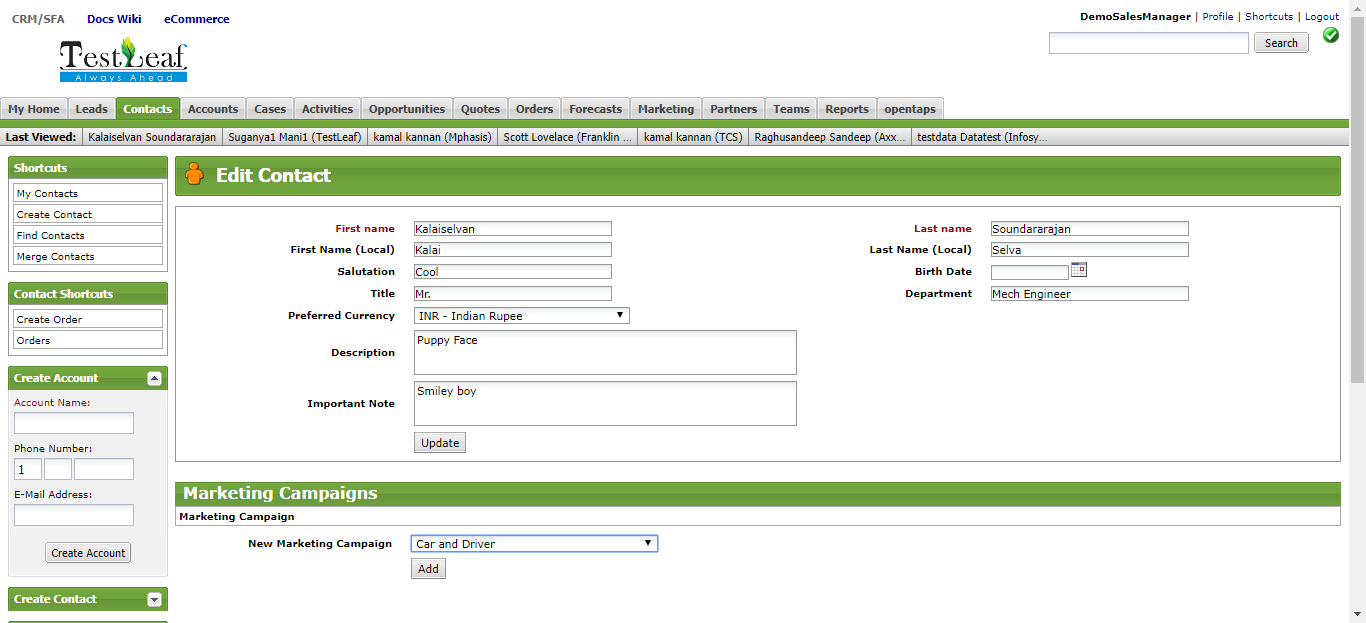 CRM/SFA Docs Wiki eCommerce
DemoSalesManager | Profile | Shortcuts | Logout
Search
TestLeaf
Always Ahead
My Home Leads Contacts Accounts Cases Activities Opportunities Quotes Orders Forecasts Marketing Partners Teams Reports opentaps
Last Viewed: Kalaiselvan Soundararajan Suganya1 Mani1 (TestLeaf) kamal kannan (Mphasis) Scott Lovelace (Franklin ... kamal kannan (TCS) Raghusandeep Sandeep (Axx... testdata Datatest (Infosy...
Shortcuts
My Contacts
Create Contact
Find Contacts
Merge Contacts
Contact Shortcuts
Create Order
Orders
Create Account
Account Name:
Phone Number:
1
E-Mail Address:
Create Account
Create Contact
Edit Contact
First name Kalaiselvan Last name Soundararajan
First Name (Local) Kalai Last Name (Local) Selva
Salutation Cool Birth Date
Title Mr. Department Mech Engineer
Preferred Currency INR - Indian Rupee
Description Puppy Face
Important Note Smiley boy
Update
Marketing Campaigns
Marketing Campaign
New Marketing Campaign Car and Driver
Add